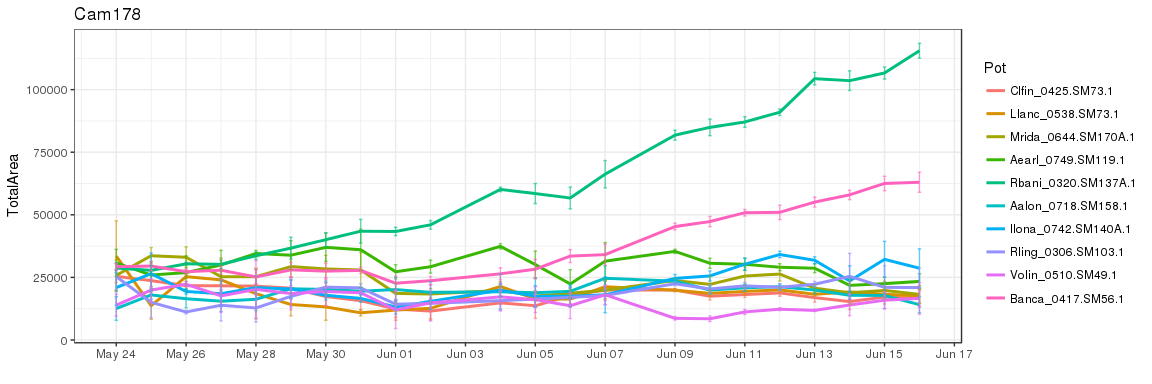 Cam178
TotalArea
100000
75000
50000
25000
0
May 24 May 26 May 28 May 30 Jun 01 Jun 03 Jun 05 Jun 07 Jun 09 Jun 11 Jun 13 Jun 15 Jun 17
Pot
Clfin_0425.SM73.1
Llanc_0538.SM73.1
Mrida_0644.SM170A.1
Aearl_0749.SM119.1
Rbani_0320.SM137A.1
Aalon_0718.SM158.1
Ilona_0742.SM140A.1
Rling_0306.SM103.1
Volin_0510.SM49.1
Banca_0417.SM56.1